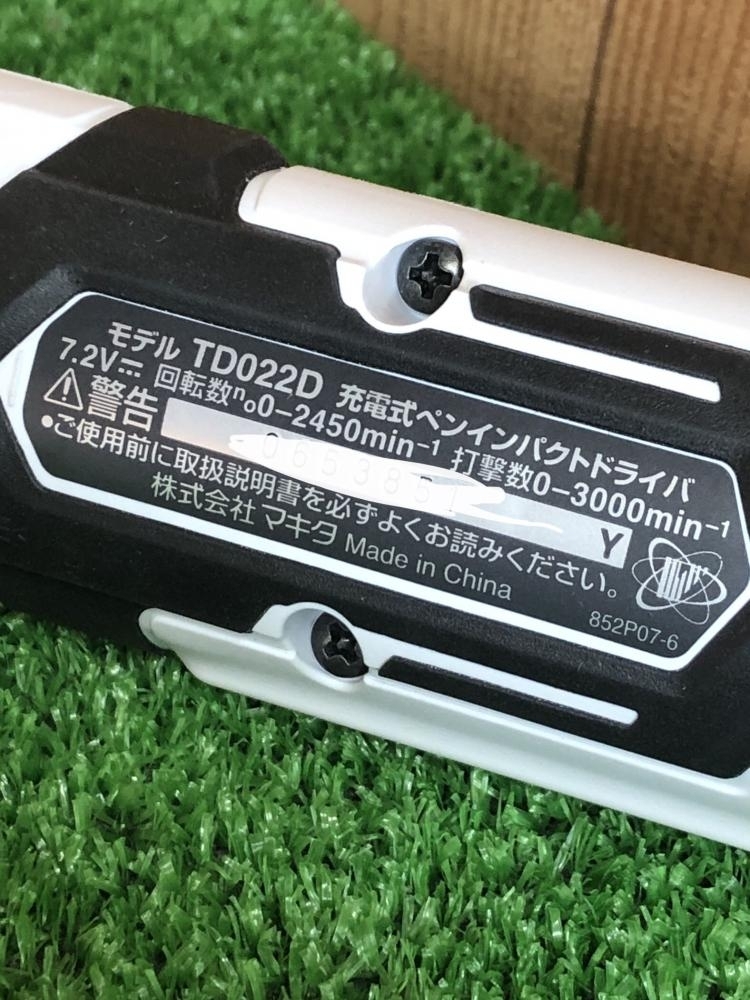 モデル TD022D 充電式ペンインパクトドライバ
7.2V⎓ 回転数n₀0-2450min⁻¹ 打撃数0-3000min⁻¹
⚠警告
Y
•ご使用前に取扱説明書を必ずよくお読みください。
株式会社マキタ Made in China
852P07-6